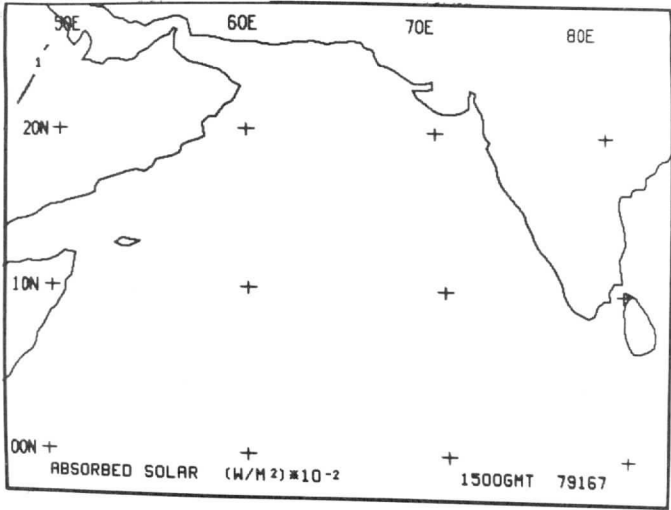 50E 60E 70E 80E
1
20N
10N
00N
ABSORBED SOLAR (W/M²)*10⁻² 1500GMT 79167